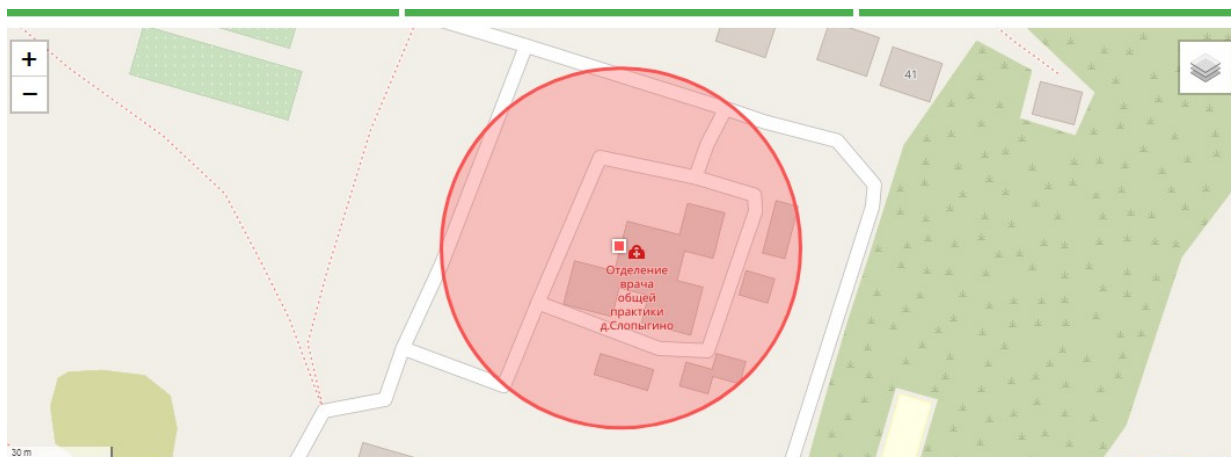 +
41
−
Отделение
врача
общей
практики
д.Слопыгино
30 m